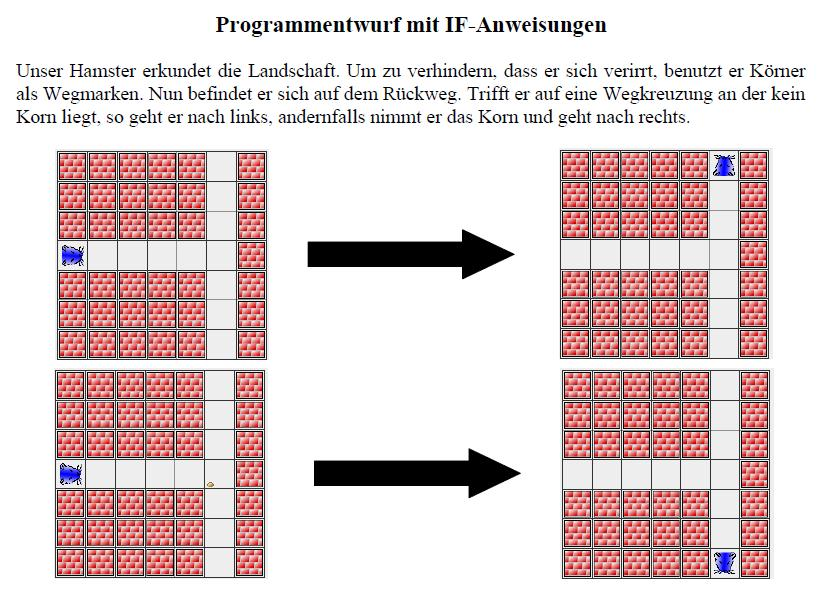 Programmentwurf mit IF-Anweisungen
Unser Hamster erkundet die Landschaft. Um zu verhindern, dass er sich verirrt, benutzt er Körner
als Wegmarken. Nun befindet er sich auf dem Rückweg. Trifft er auf eine Wegkreuzung an der kein
Korn liegt, so geht er nach links, andernfalls nimmt er das Korn und geht nach rechts.